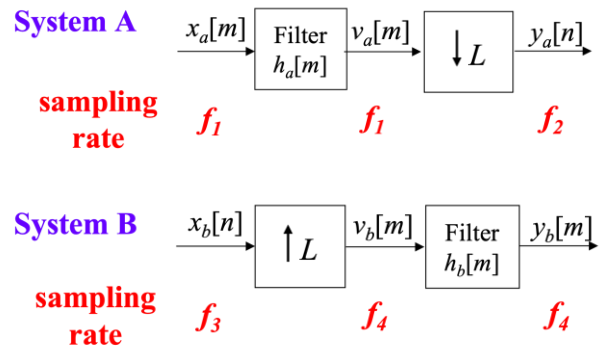 System A
x_a[m]
Filter
h_a[m]
v_a[m]
↓L
y_a[n]
sampling
rate
f_1
f_1
f_2
System B
x_b[n]
↑L
v_b[m]
Filter
h_b[m]
y_b[m]
sampling
rate
f_3
f_4
f_4